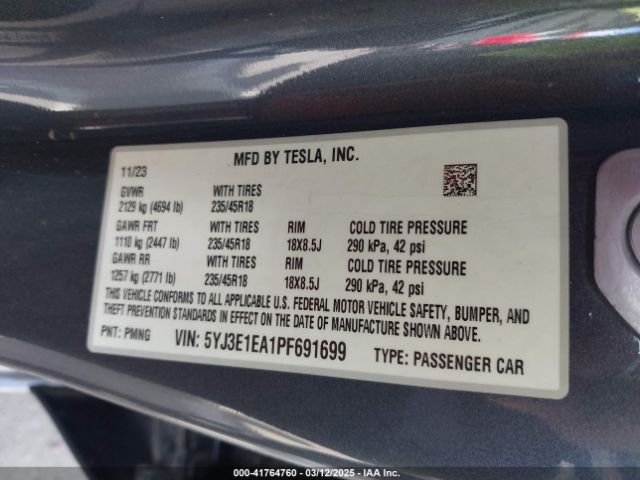 MFD BY TESLA, INC.
11/23
GVWR WITH TIRES
2129 kg (4694 lb) 235/45R18
GAWR FRT WITH TIRES RIM COLD TIRE PRESSURE
1110 kg (2447 lb) 235/45R18 18X8.5J 290 kPa, 42 psi
GAWR RR WITH TIRES RIM COLD TIRE PRESSURE
1257 kg (2771 lb) 235/45R18 18X8.5J 290 kPa, 42 psi
THIS VEHICLE CONFORMS TO ALL APPLICABLE U.S. FEDERAL MOTOR VEHICLE SAFETY, BUMPER, AND
THEFT PREVENTION STANDARDS IN EFFECT ON DATE OF MANUFACTURE SHOWN ABOVE.
PNT: PMNG VIN: 5YJ3E1EA1PF691699 TYPE: PASSENGER CAR
000-41764760 - 03/12/2025 - IAA Inc.